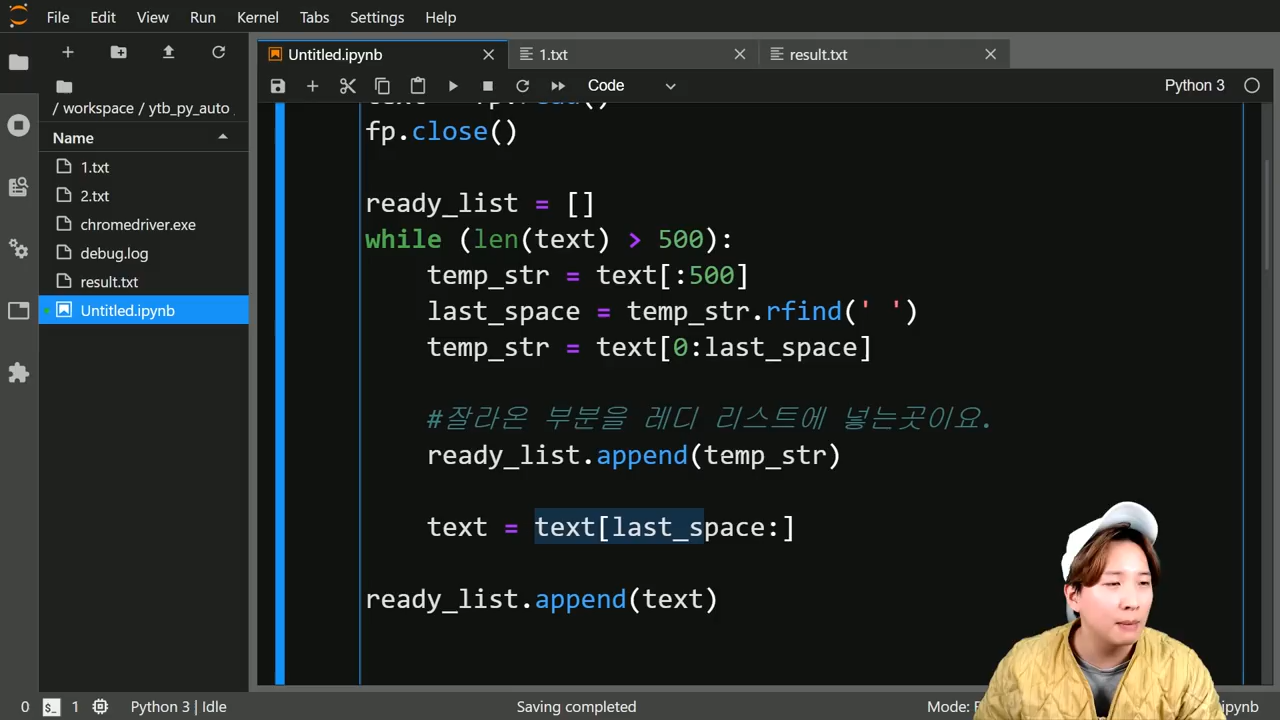 File Edit View Run Kernel Tabs Settings Help
Untitled.ipynb
1.txt
result.txt
/ workspace / ytb_py_auto
Code
Python 3
Name
1.txt
2.txt
chromedriver.exe
debug.log
result.txt
Untitled.ipynb
fp.close()
ready_list = []
while (len(text) > 500):
temp_str = text[:500]
last_space = temp_str.rfind(' ')
temp_str = text[0:last_space]
#잘라온 부분을 레디 리스트에 넣는곳이요.
ready_list.append(temp_str)
text = text[last_space:]
ready_list.append(text)
0 $_ 1 Python 3 | Idle
Saving completed
Mode: